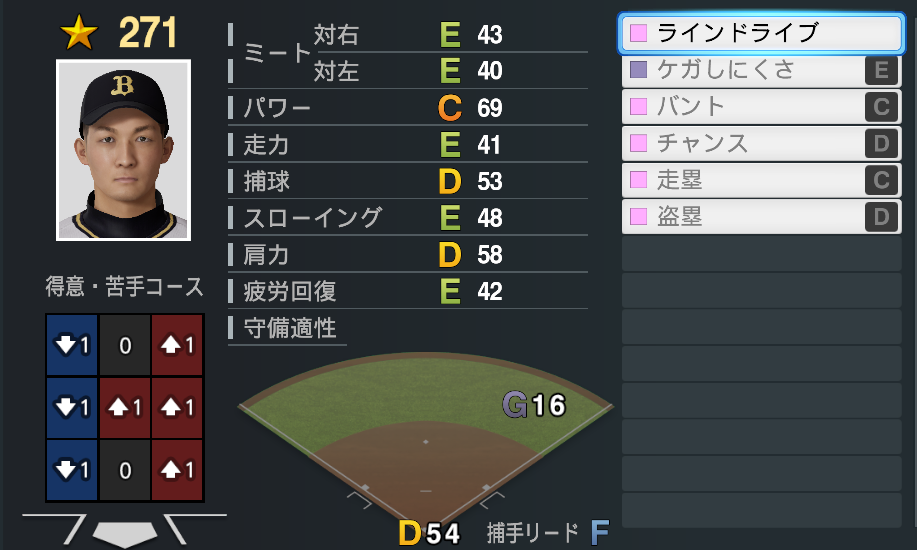 ★ 271
B
ミート 対右 E 43
対左 E 40
パワー C 69
走力 E 41
捕球 D 53
スローイング E 48
肩力 D 58
疲労回復 E 42
守備適性
G16
D54 捕手リード F
得意・苦手コース
↓1 0 ↑1
↓1 ↑1 ↑1
↓1 0 ↑1
ラインドライブ
ケガしにくさ E
バント C
チャンス D
走塁 C
盗塁 D